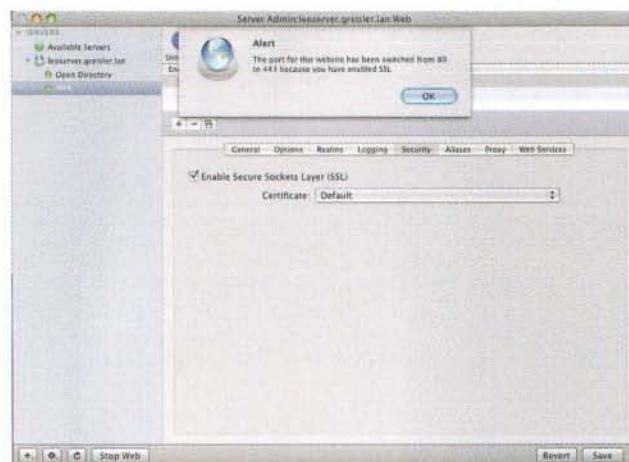 Server Admin:leoserver.greisler.lan:Web
SERVERS
Available Servers
leoserver.greisler.lan
Open Directory
Alert
The port for this website has been switched from 80
to 443 because you have enabled SSL
OK
General Options Realms Logging Security Aliases Proxy Web Services
Enable Secure Sockets Layer (SSL)
Certificate: Default
Stop Web
Revert Save